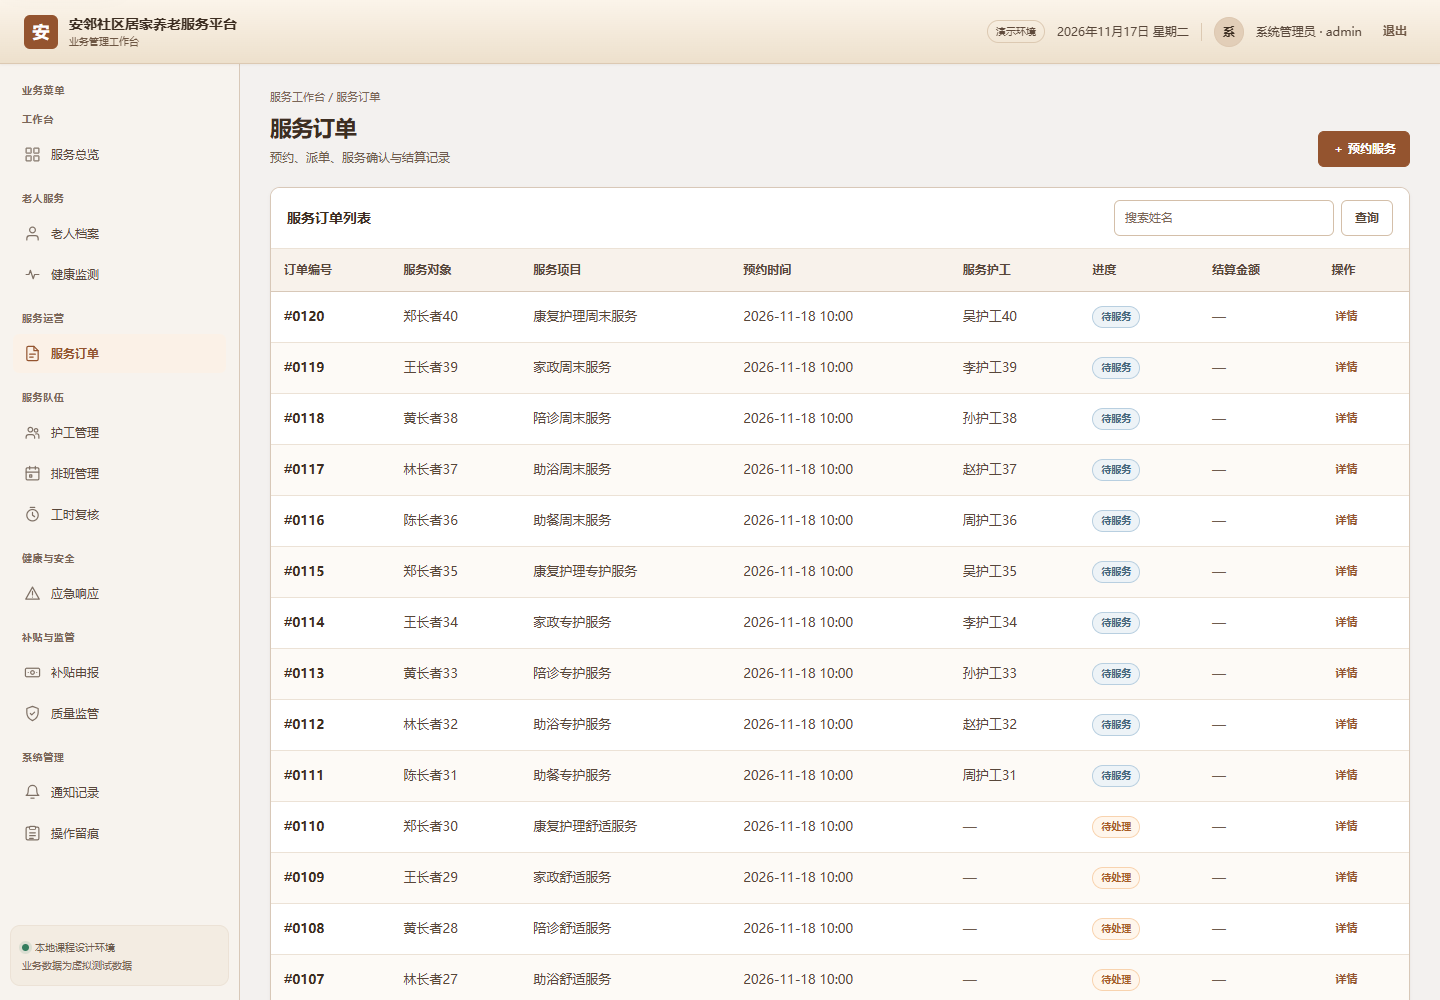 安
安邻社区居家养老服务平台
业务管理工作台
演示环境
2026年11月17日 星期二
系
系统管理员 · admin
退出
业务菜单
工作台
服务总览
老人服务
老人档案
健康监测
服务运营
服务订单
服务队伍
护工管理
排班管理
工时复核
健康与安全
应急响应
补贴与监管
补贴申报
质量监管
系统管理
通知记录
操作留痕
本地课程设计环境
业务数据为虚拟测试数据
服务工作台 / 服务订单
服务订单
预约、派单、服务确认与结算记录
+ 预约服务
服务订单列表
搜索姓名
查询
订单编号 服务对象 服务项目 预约时间 服务护工 进度 结算金额 操作
#0120 郑长者40 康复护理周末服务 2026-11-18 10:00 吴护工40 待服务 — 详情
#0119 王长者39 家政周末服务 2026-11-18 10:00 李护工39 待服务 — 详情
#0118 黄长者38 陪诊周末服务 2026-11-18 10:00 孙护工38 待服务 — 详情
#0117 林长者37 助浴周末服务 2026-11-18 10:00 赵护工37 待服务 — 详情
#0116 陈长者36 助餐周末服务 2026-11-18 10:00 周护工36 待服务 — 详情
#0115 郑长者35 康复护理专护服务 2026-11-18 10:00 吴护工35 待服务 — 详情
#0114 王长者34 家政专护服务 2026-11-18 10:00 李护工34 待服务 — 详情
#0113 黄长者33 陪诊专护服务 2026-11-18 10:00 孙护工33 待服务 — 详情
#0112 林长者32 助浴专护服务 2026-11-18 10:00 赵护工32 待服务 — 详情
#0111 陈长者31 助餐专护服务 2026-11-18 10:00 周护工31 待服务 — 详情
#0110 郑长者30 康复护理舒适服务 2026-11-18 10:00 — 待处理 — 详情
#0109 王长者29 家政舒适服务 2026-11-18 10:00 — 待处理 — 详情
#0108 黄长者28 陪诊舒适服务 2026-11-18 10:00 — 待处理 — 详情
#0107 林长者27 助浴舒适服务 2026-11-18 10:00 — 待处理 — 详情